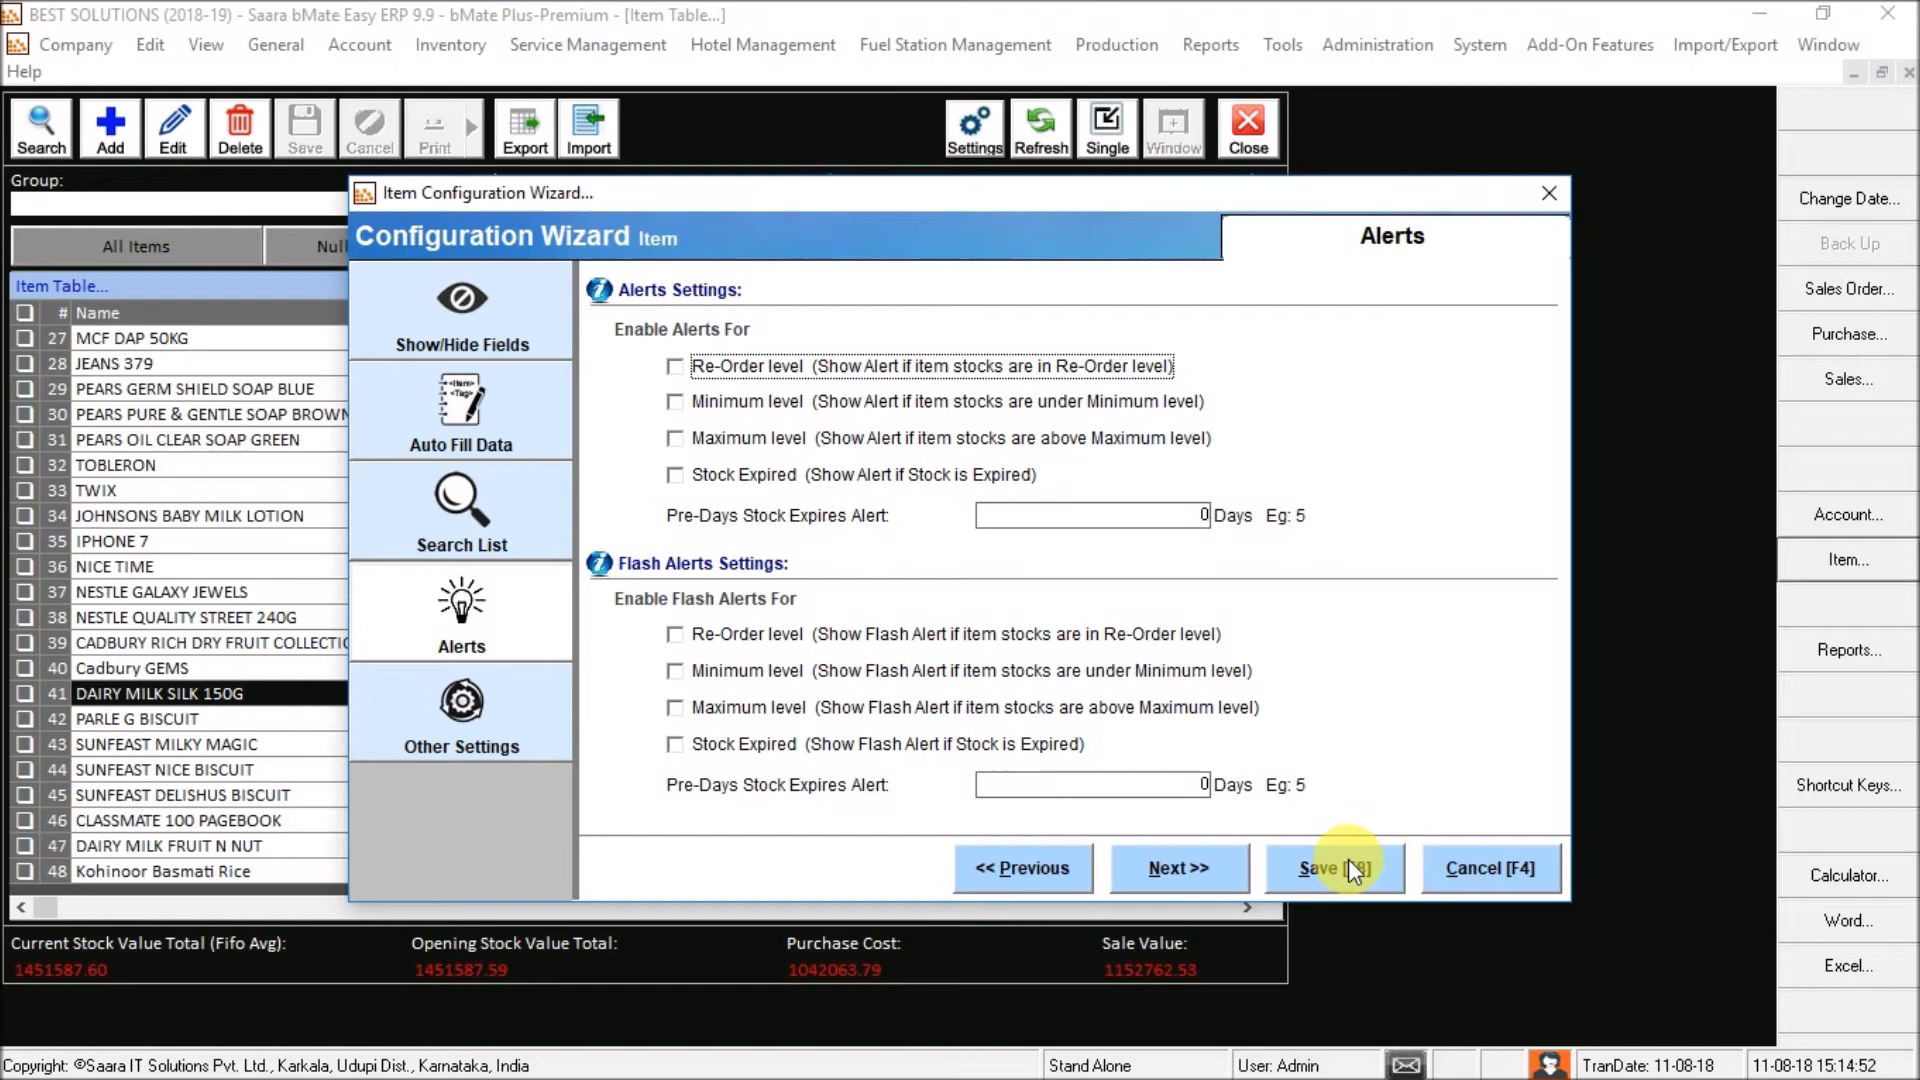 BEST SOLUTIONS (2018-19) - Saara bMate Easy ERP 9.9 - bMate Plus-Premium - [Item Table...]
Company Edit View General Account Inventory Service Management Hotel Management Fuel Station Management Production Reports Tools Administration System Add-On Features Import/Export Window
Help
Search Add Edit Delete Save Cancel Print Export Import Settings Refresh Single Window Close
Group:
All Items
Item Table...
# Name
27 MCF DAP 50KG
28 JEANS 379
29 PEARS GERM SHIELD SOAP BLUE
30 PEARS PURE & GENTLE SOAP BROWN
31 PEARS OIL CLEAR SOAP GREEN
32 TOBLERON
33 TWIX
34 JOHNSONS BABY MILK LOTION
35 IPHONE 7
36 NICE TIME
37 NESTLE GALAXY JEWELS
38 NESTLE QUALITY STREET 240G
39 CADBURY RICH DRY FRUIT
40 Cadbury GEMS
41 DAIRY MILK SILK 150G
42 PARLE G BISCUIT
43 SUNFEAST MILKY MAGIC
44 SUNFEAST NICE BISCUIT
45 SUNFEAST DELISHUS BISCUIT
46 CLASSMATE 100 PAGEBOOK
47 DAIRY MILK FRUIT N NUT
48 Kohinoor Basmati Rice
Item Configuration Wizard...
Configuration Wizard Item
Alerts
Show/Hide Fields
Auto Fill Data
Search List
Alerts
Other Settings
Alerts Settings:
Enable Alerts For
Re-Order level (Show Alert if item stocks are in Re-Order level)
Minimum level (Show Alert if item stocks are under Minimum level)
Maximum level (Show Alert if item stocks are above Maximum level)
Stock Expired (Show Alert if Stock is Expired)
Pre-Days Stock Expires Alert: 0 Days Eg: 5
Flash Alerts Settings:
Enable Flash Alerts For
Re-Order level (Show Flash Alert if item stocks are in Re-Order level)
Minimum level (Show Flash Alert if item stocks are under Minimum level)
Maximum level (Show Flash Alert if item stocks are above Maximum level)
Stock Expired (Show Flash Alert if Stock is Expired)
Pre-Days Stock Expires Alert: 0 Days Eg: 5
<< Previous Next >> Save Cancel [F4]
Change Date...
Back Up
Sales Order...
Purchase...
Sales...
Account...
Item...
Reports...
Shortcut Keys...
Calculator...
Word...
Excel...
Current Stock Value Total (Fifo Avg): Opening Stock Value Total: Purchase Cost: Sale Value:
1451587.60 1451587.59 1042063.79 1152762.53
Copyright: ©Saara IT Solutions Pvt. Ltd., Karkala, Udupi Dist., Karnataka, India Stand Alone User: Admin TranDate: 11-08-18 11-08-18 15:14:52